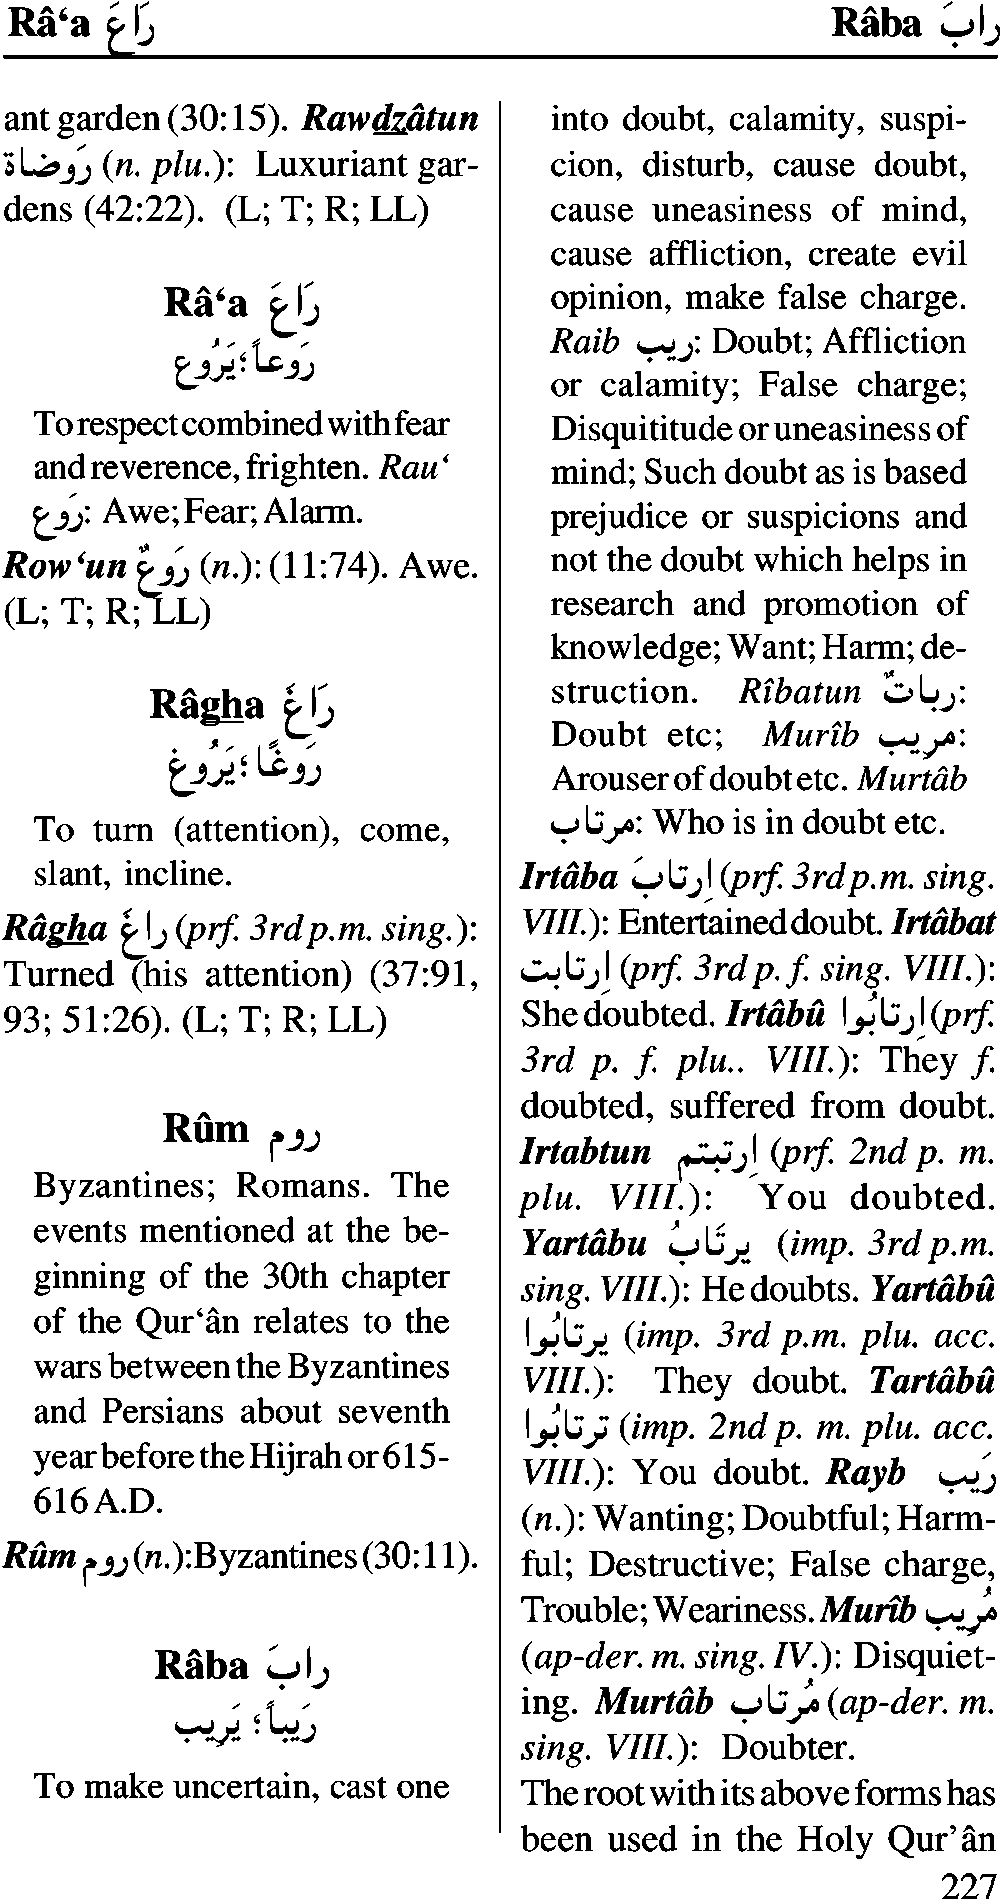 Râ‘a رَاعَ
Râba رابَ
ant garden (30:15). Rawdzâtun
رَوضاة (n. plu.): Luxuriant gar-
dens (42:22). (L; T; R; LL)
Râ‘a رَاعَ
رَوعاً؛ يَرُوع
To respect combined with fear
and reverence, frighten. Rau‘
رَوع: Awe; Fear; Alarm.
Row‘un رَوعٌ (n.): (11:74). Awe.
(L; T; R; LL)
Râgha رَاغَ
رَوغًا؛ يَرُوغ
To turn (attention), come,
slant, incline.
Râgha راغَ (prf. 3rd p.m. sing.):
Turned (his attention) (37:91,
93; 51:26). (L; T; R; LL)
Rûm روم
Byzantines; Romans. The
events mentioned at the be-
ginning of the 30th chapter
of the Qur‘ân relates to the
wars between the Byzantines
and Persians about seventh
year before the Hijrah or 615-
616 A.D.
Rûm روم (n.):Byzantines (30:11).
Râba رابَ
رَيباً؛ يَرِيب
To make uncertain, cast one
into doubt, calamity, suspi-
cion, disturb, cause doubt,
cause uneasiness of mind,
cause affliction, create evil
opinion, make false charge.
Raib ريب: Doubt; Affliction
or calamity; False charge;
Disquititude or uneasiness of
mind; Such doubt as is based
prejudice or suspicions and
not the doubt which helps in
research and promotion of
knowledge; Want; Harm; de-
struction. Rîbatun رباتٌ̃:
Doubt etc; Murîb مريب:
Arouser of doubt etc. Murtâb
مرتاب: Who is in doubt etc.
Irtâba اِرتابَ (prf. 3rd p.m. sing.
VIII.): Entertained doubt. Irtâbat
اِرتابت (prf. 3rd p. f. sing. VIII.):
She doubted. Irtâbû اِرتابُوا (prf.
3rd p. f. plu.. VIII.): They f.
doubted, suffered from doubt.
Irtabtun اِرتبتم (prf. 2nd p. m.
plu. VIII.): You doubted.
Yartâbu يرتَابُ (imp. 3rd p.m.
sing. VIII.): He doubts. Yartâbû
يرتابُوا (imp. 3rd p.m. plu. acc.
VIII.): They doubt. Tartâbû
ترتابُوا (imp. 2nd p. m. plu. acc.
VIII.): You doubt. Rayb رَيب
(n.): Wanting; Doubtful; Harm-
ful; Destructive; False charge,
Trouble; Weariness. Murîb مُرِيب
(ap-der. m. sing. IV.): Disquiet-
ing. Murtâb مُرتاب (ap-der. m.
sing. VIII.): Doubter.
The root with its above forms has
been used in the Holy Qur’ân
227